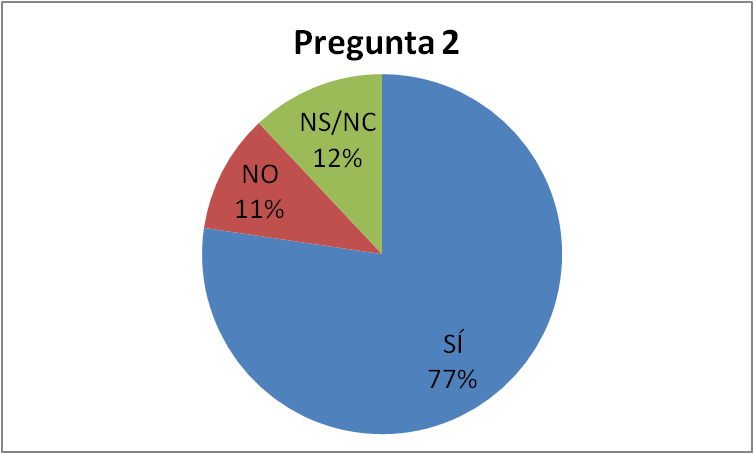 Pregunta 2
NS/NC
12%
NO
11%
SÍ
77%